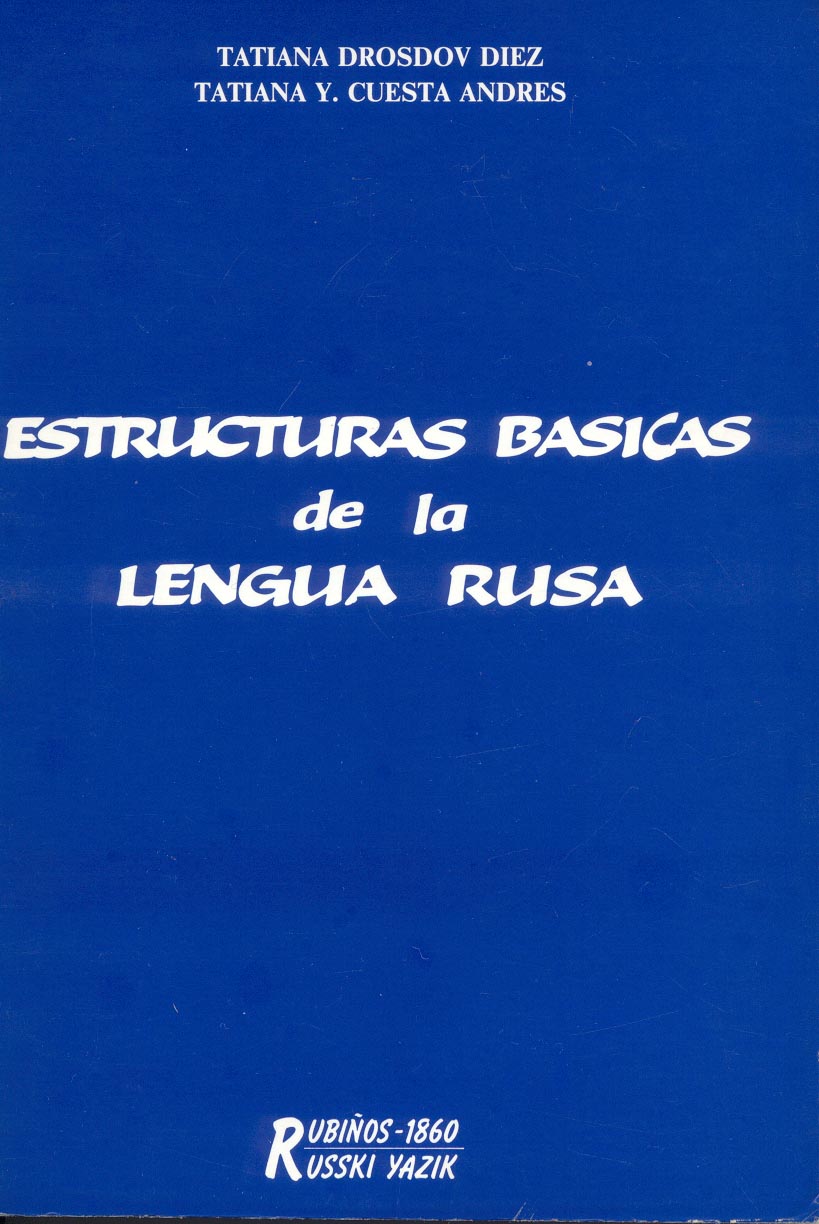 TATIANA DROSDOV DIEZ
TATIANA Y. CUESTA ANDRES
ESTRUCTURAS BASICAS
de la
LENGUA RUSA
RUBIÑOS-1860
RUSSKI YAZIK